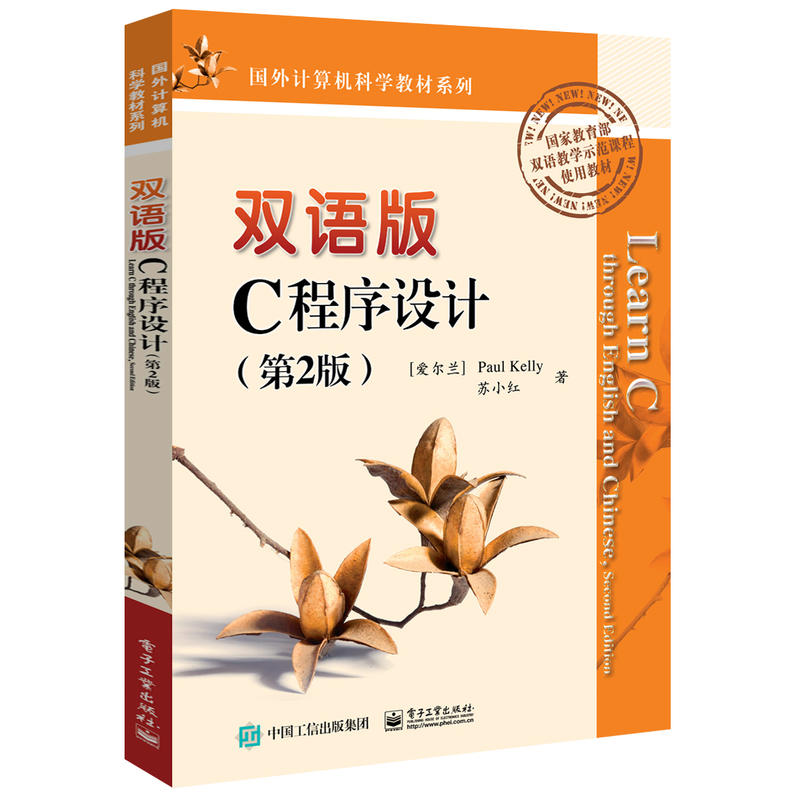 国外计算机科学教材系列
NEW! NEW! NEW! NEW!
国家教育部
双语教学示范课程
使用教材
NEW! NEW! NEW! NEW!
双语版
C程序设计
(第2版)
[爱尔兰] Paul Kelly
苏小红
著
Learn C
through English and Chinese, Second Edition
中国工信出版集团
电子工业出版社
PUBLISHING HOUSE OF ELECTRONICS INDUSTRY
http://www.phei.com.cn
国外计算机
科学教材系列
双语版
C程序设计(第2版)
Learn C through English and Chinese, Second Edition
电子工业出版社